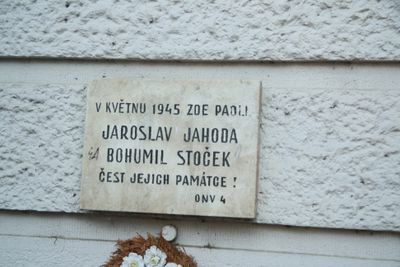 V KVĚTNU 1945 ZDE PADLI
JAROSLAV JAHODA
BOHUMIL STOČEK
ČEST JEJICH PAMÁTCE !
ONV 4